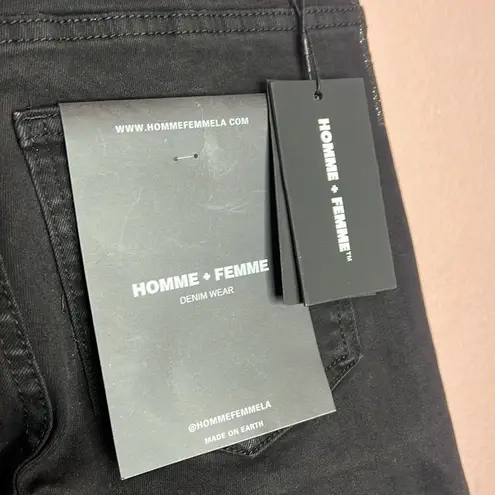 WWW.HOMMEFEMMELA COM
HOMME + FEMME
DENIM WEAR
@HOMMEFEMMELA
MADE ON EARTH
HOMME + FEMME™